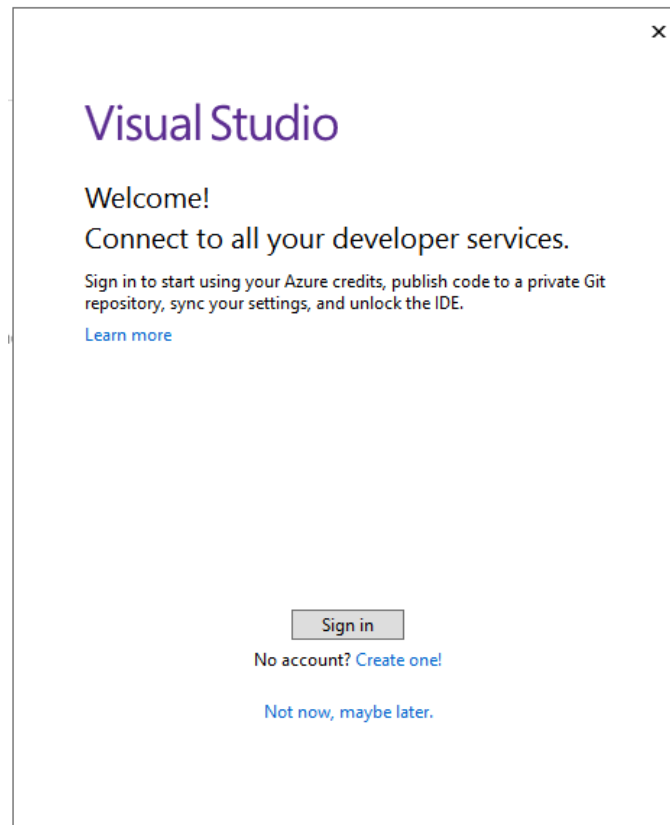 Visual Studio
Welcome!
Connect to all your developer services.
Sign in to start using your Azure credits, publish code to a private Git
repository, sync your settings, and unlock the IDE.
Learn more
Sign in
No account? Create one!
Not now, maybe later.